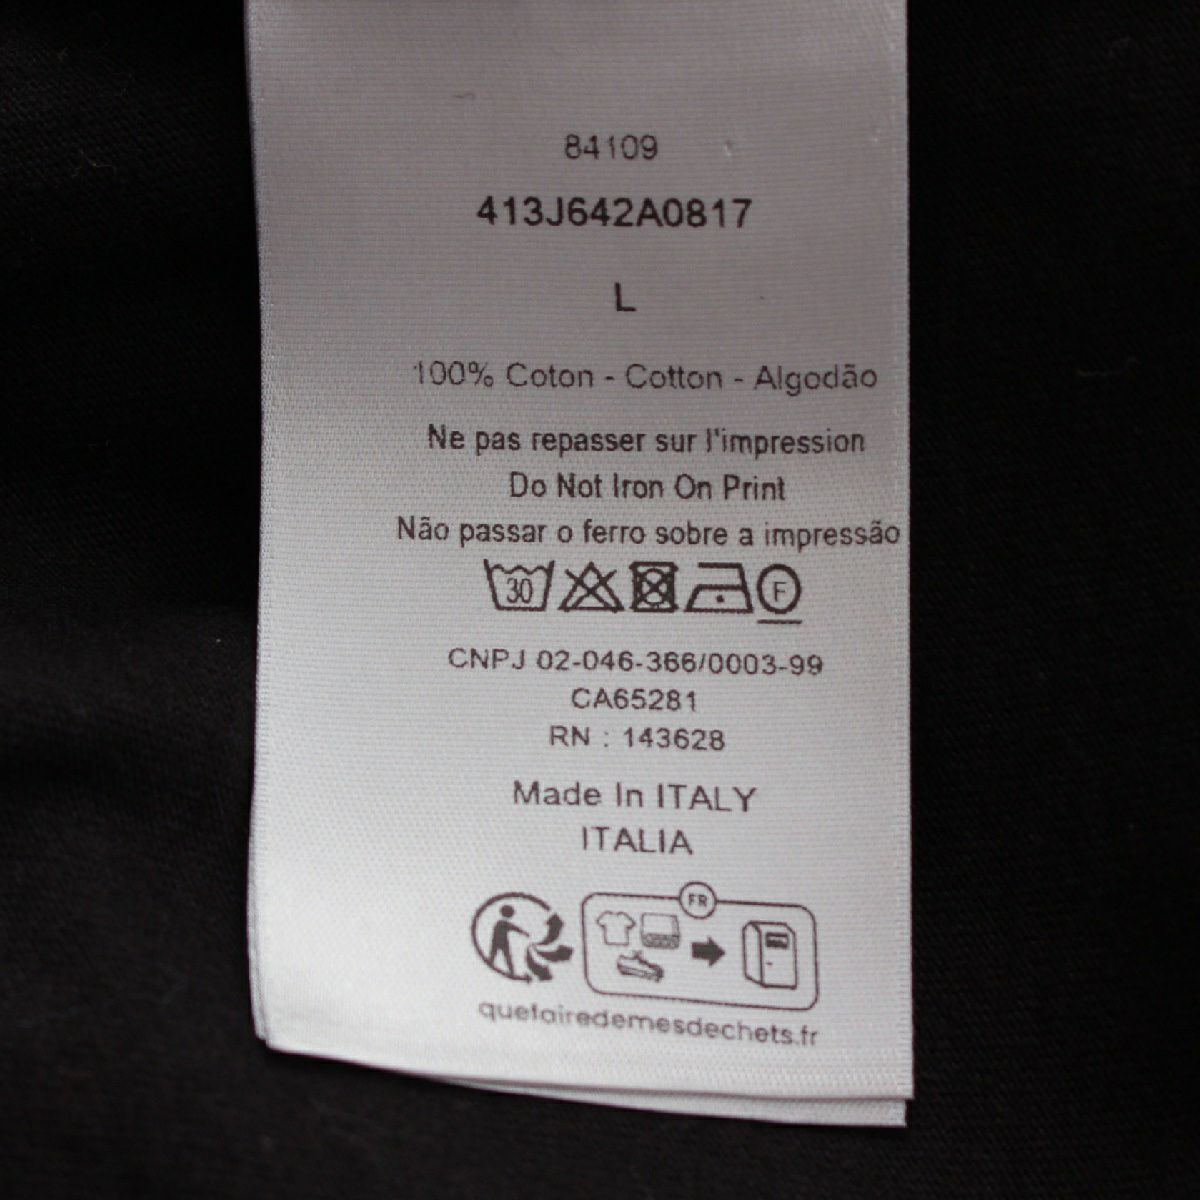 84109
413J642A0817
L
100% Coton - Cotton - Algodão
Ne pas repasser sur l'impression
Do Not Iron On Print
Não passar o ferro sobre a impressão
30
F
CNPJ 02-046-366/0003-99
CA65281
RN : 143628
Made In ITALY
ITALIA
FR
quefairedemesdechets.fr